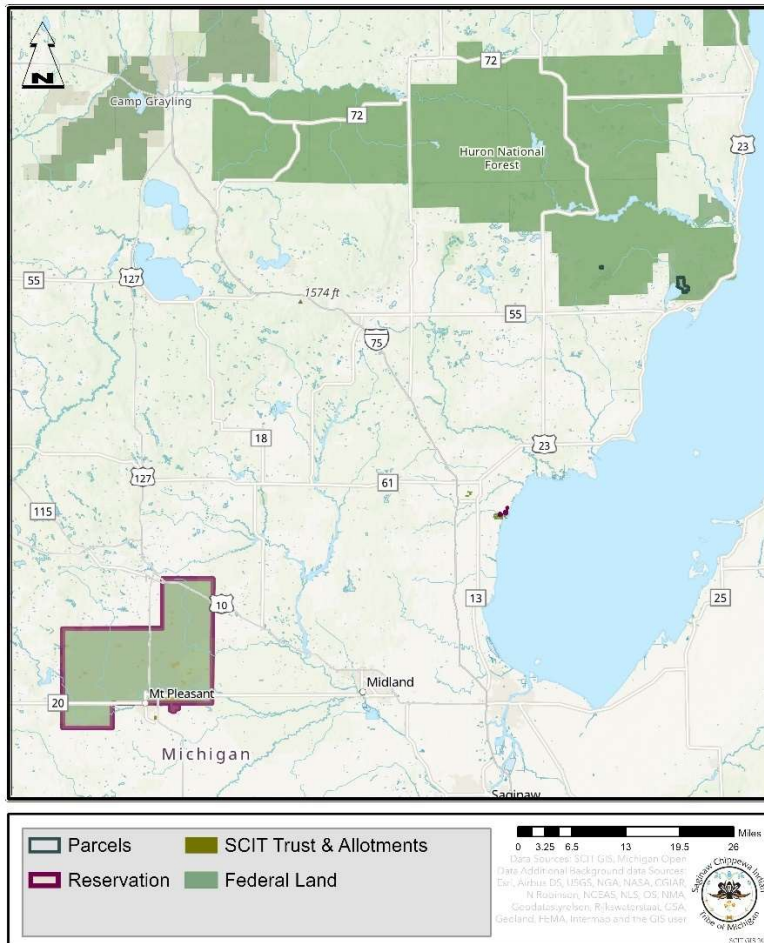 N
Camp Grayling
72
72
Huron National
Forest
23
55
127
1574 ft
55
75
18
23
127
61
115
13
25
10
Midland
Mt Pleasant
20
Michigan
Saginaw
Parcels
SCIT Trust & Allotments
Reservation
Federal Land
Miles
0 3.25 6.5 13 19.5 26
Data Sources: SCIT GIS, Michigan Open
Data Additional Background data Sources:
Esri, Airbus DS, USGS, NGA, NASA, CGIAR,
N Robinson, NCEAS, NLS, OS, NMA,
Geodatastyrelsen, Rijkswaterstaat, GSA,
Geoland, FEMA, Intermap and the GIS user
Saginaw Chippewa Indian
Tribe of Michigan
SCIT GIS